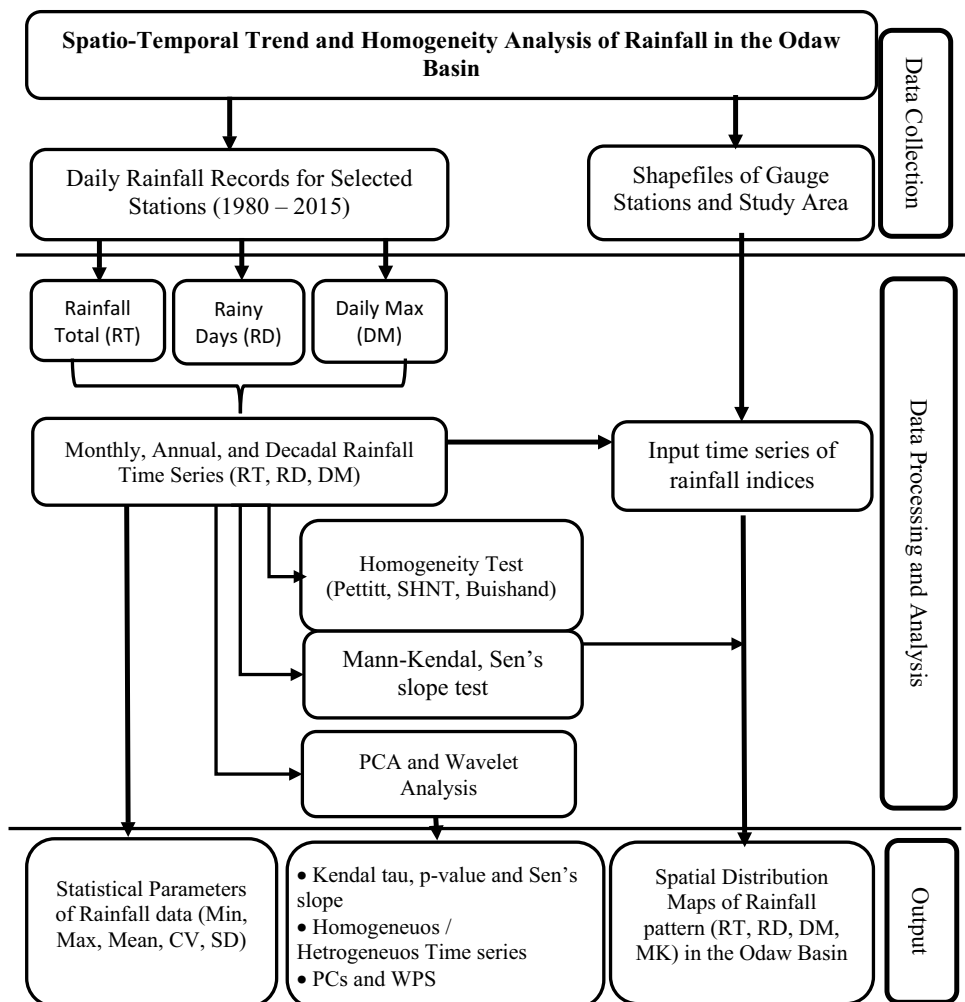 Spatio-Temporal Trend and Homogeneity Analysis of Rainfall in the Odaw
Basin
Data Collection
Daily Rainfall Records for Selected
Stations (1980 – 2015)
Shapefiles of Gauge
Stations and Study Area
Rainfall
Total (RT)
Rainy
Days (RD)
Daily Max
(DM)
Monthly, Annual, and Decadal Rainfall
Time Series (RT, RD, DM)
Input time series of
rainfall indices
Data Processing and Analysis
Homogeneity Test
(Pettitt, SHNT, Buishand)
Mann-Kendal, Sen’s
slope test
PCA and Wavelet
Analysis
Statistical Parameters
of Rainfall data (Min,
Max, Mean, CV, SD)
• Kendal tau, p-value and Sen’s
slope
• Homogeneuos /
Hetrogeneuos Time series
• PCs and WPS
Spatial Distribution
Maps of Rainfall
pattern (RT, RD, DM,
MK) in the Odaw Basin
Output